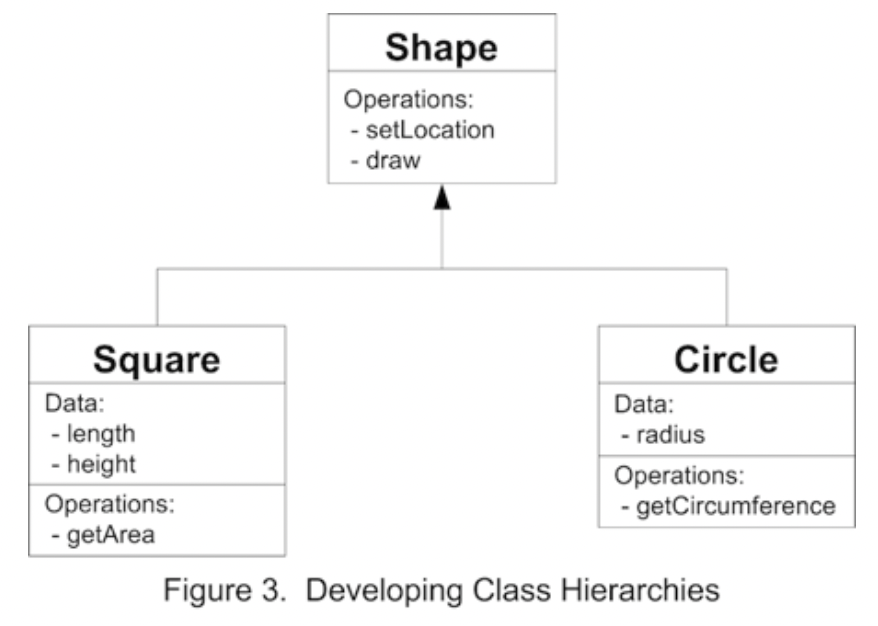 Shape
Operations:
- setLocation
- draw
Square
Data:
- length
- height
Operations:
- getArea
Circle
Data:
- radius
Operations:
- getCircumference
Figure 3. Developing Class Hierarchies